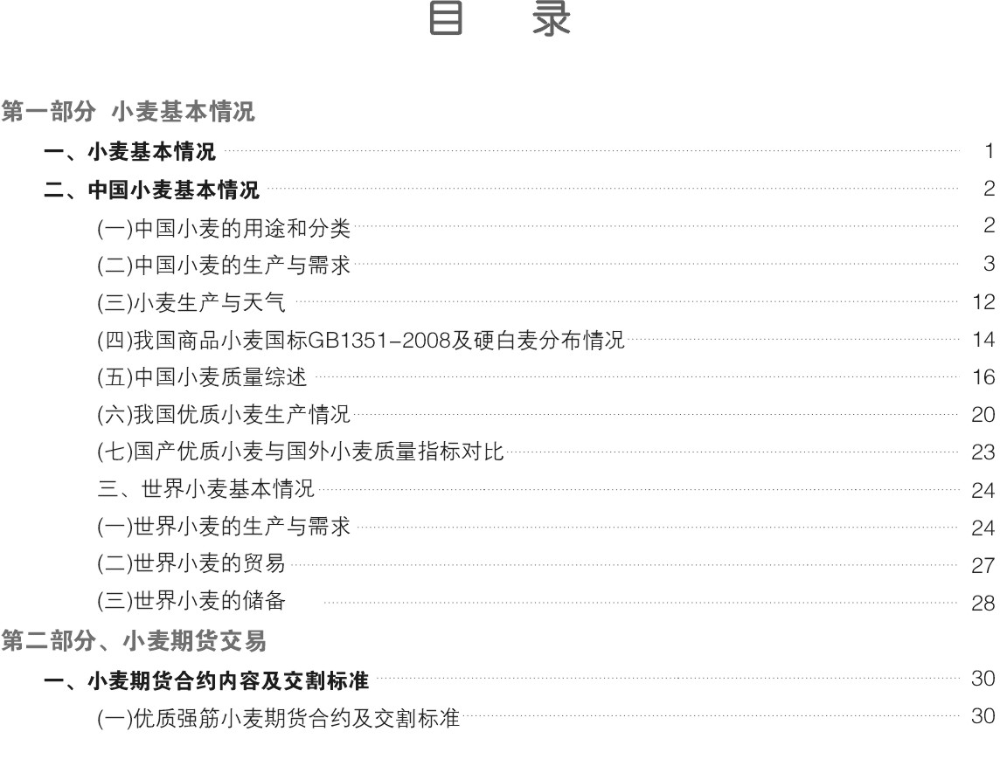 目 录
第一部分 小麦基本情况
一、小麦基本情况 1
二、中国小麦基本情况 2
(一)中国小麦的用途和分类 2
(二)中国小麦的生产与需求 3
(三)小麦生产与天气 12
(四)我国商品小麦国标GB1351-2008及硬白麦分布情况 14
(五)中国小麦质量综述 16
(六)我国优质小麦生产情况 20
(七)国产优质小麦与国外小麦质量指标对比 23
三、世界小麦基本情况 24
(一)世界小麦的生产与需求 24
(二)世界小麦的贸易 27
(三)世界小麦的储备 28
第二部分、小麦期货交易
一、小麦期货合约内容及交割标准 30
(一)优质强筋小麦期货合约及交割标准 30